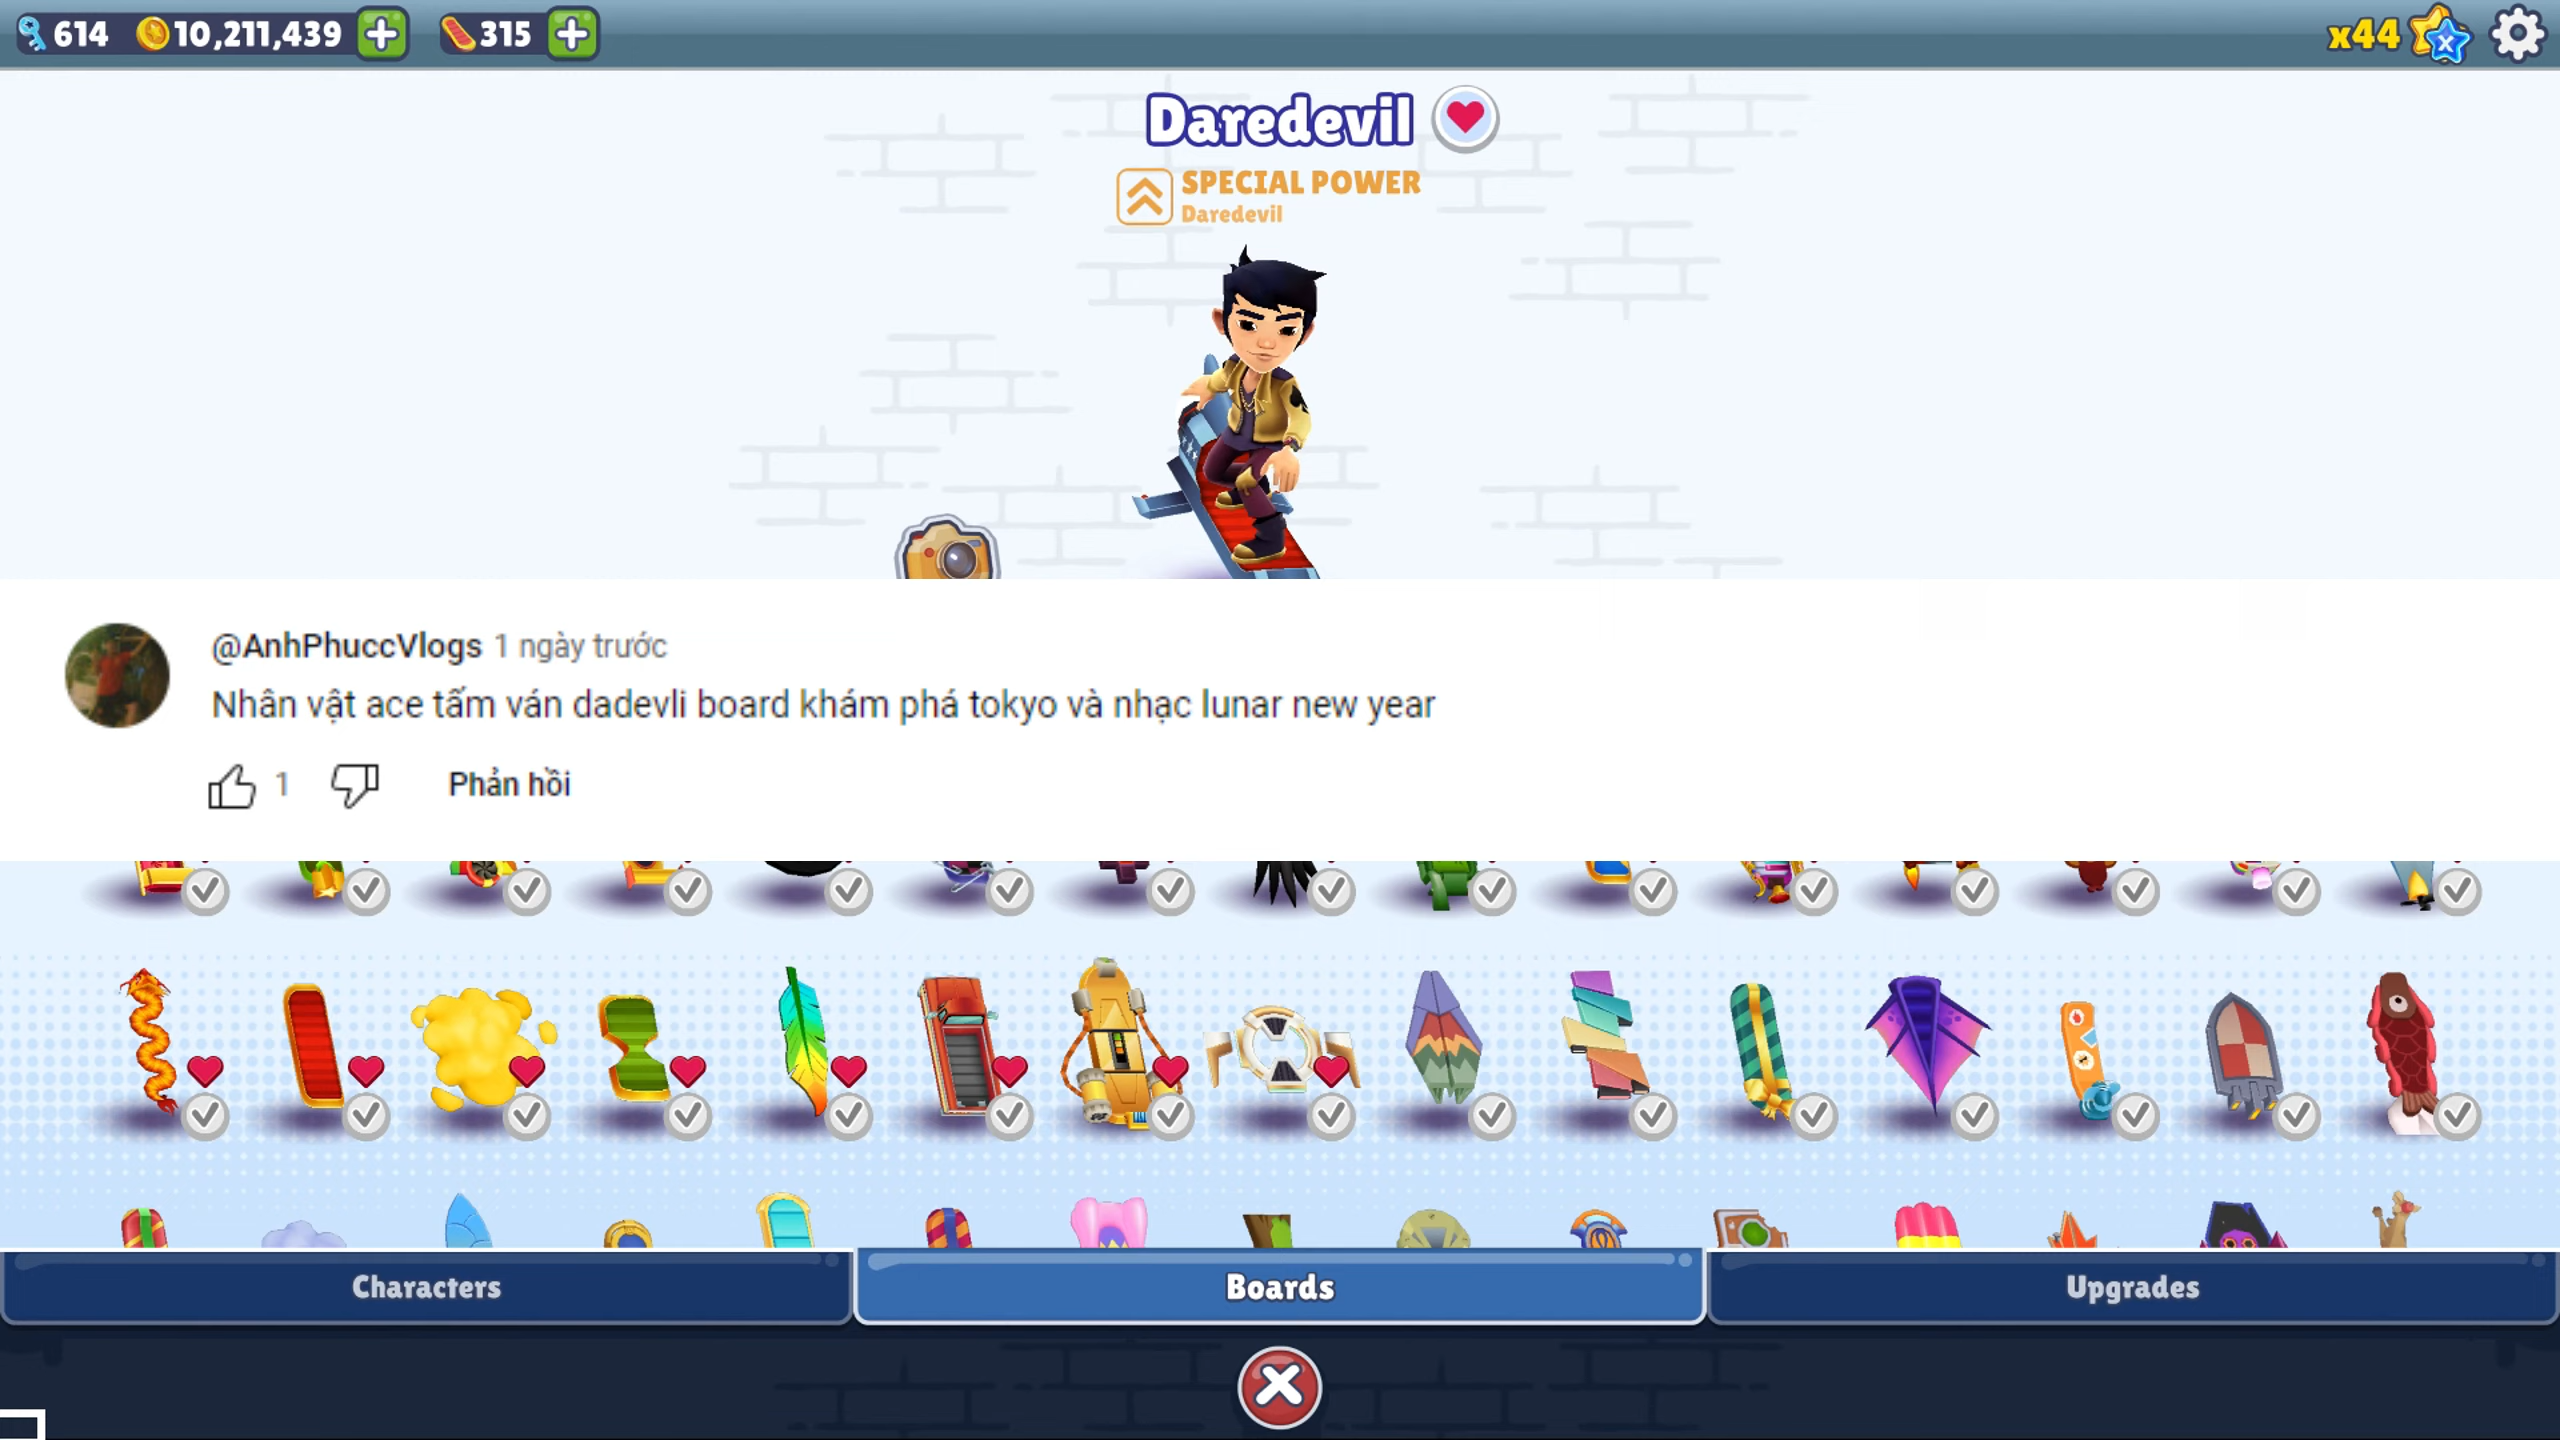 614 10,211,439 315 x44
Daredevil
SPECIAL POWER
Daredevil
@AnhPhuccVlogs 1 ngày trước
Nhân vật ace tấm ván dadevli board khám phá tokyo và nhạc lunar new year
1 Phản hồi
Characters Boards Upgrades